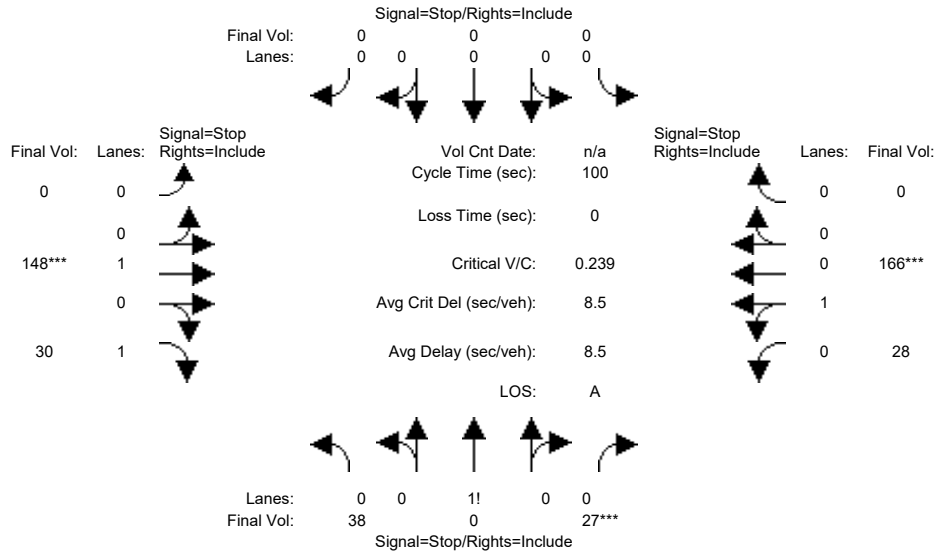 Signal=Stop/Rights=Include
Final Vol: 0 0 0
Lanes: 0 0 0 0 0
Signal=Stop Signal=Stop
Final Vol: Lanes: Rights=Include Vol Cnt Date: n/a Rights=Include Lanes: Final Vol:
Cycle Time (sec): 100
0 0 0 0
Loss Time (sec): 0
0 0
148*** 1 Critical V/C: 0.239 0 166***
0 Avg Crit Del (sec/veh): 8.5 1
30 1 Avg Delay (sec/veh): 8.5 0 28
LOS: A
Lanes: 0 0 1! 0 0
Final Vol: 38 0 27***
Signal=Stop/Rights=Include